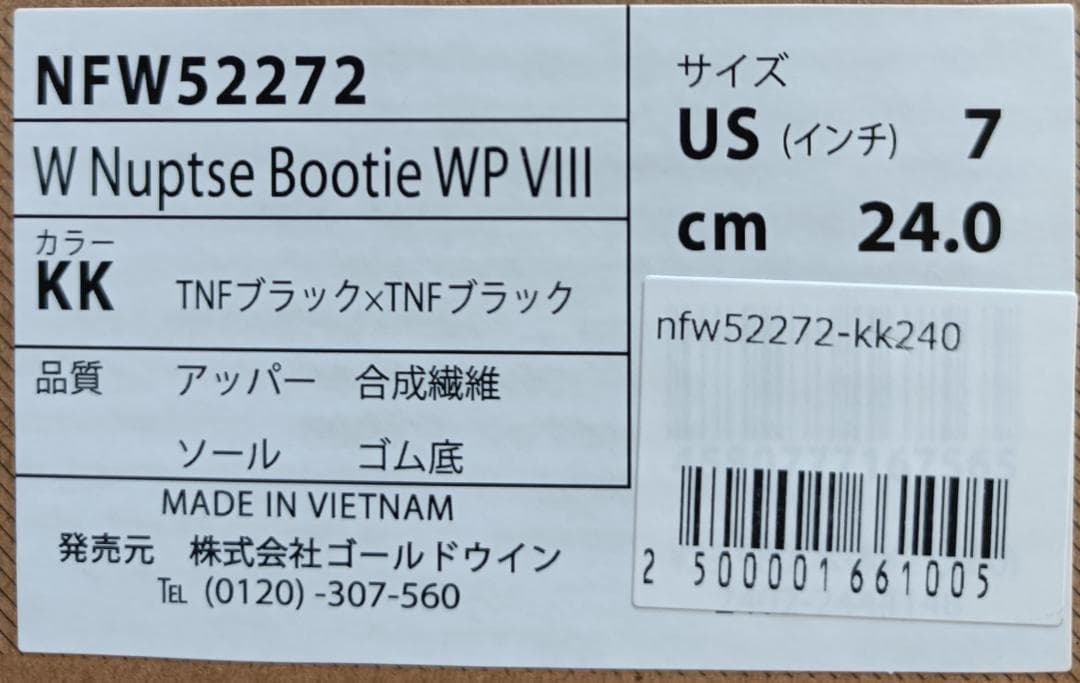 NFW52272
W Nuptse Bootie WP VIII
カラー
KK TNFブラック×TNFブラック
品質 アッパー 合成繊維
ソール ゴム底
MADE IN VIETNAM
発売元 株式会社ゴールドウイン
℡ (0120) -307-560
サイズ
US (インチ) 7
cm 24.0
nfw52272-kk240
2 500001 661005